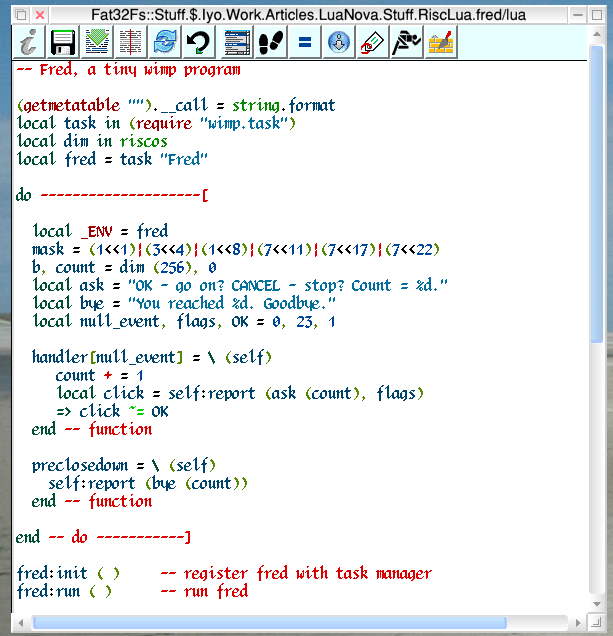 Fat32Fs::Stuff.$.Iyo.Work.Articles.LuaNova.Stuff.RiscLua.fred/lua
-- Fred, a tiny wimp program
(getmetatable "").__call = string.format
local task in (require "wimp.task")
local dim in riscos
local fred = task "Fred"
do -------------------[
local _ENV = fred
mask = (1<<1)|(3<<4)|(1<<8)|(7<<11)|(7<<17)|(7<<22)
b, count = dim (256), 0
local ask = "OK - go on? CANCEL - stop? Count = %d."
local bye = "You reached %d. Goodbye."
local null_event, flags, OK = 0, 23, 1
handler[null_event] = \ (self)
count + = 1
local click = self:report (ask (count), flags)
=> click ~= OK
end -- function
preclosedown = \ (self)
self:report (bye (count))
end -- function
end -- do -----------]
fred:init ( ) -- register fred with task manager
fred:run ( ) -- run fred